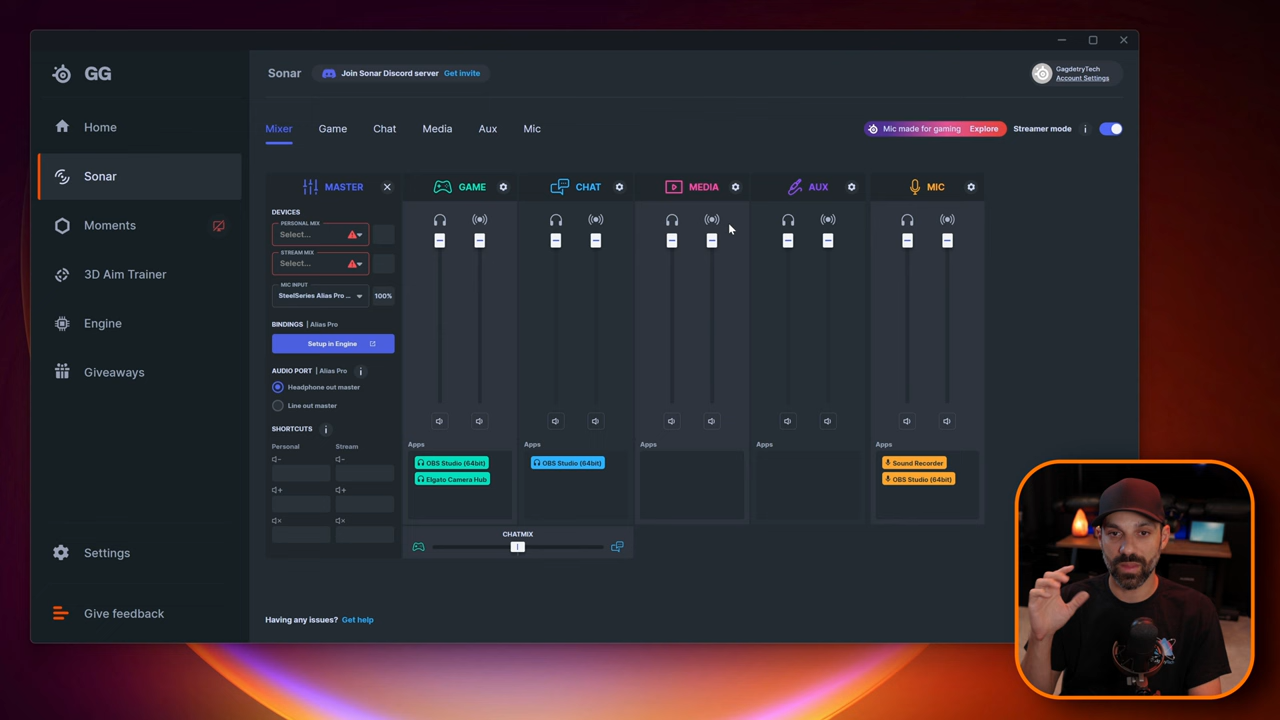 GG
Home
Sonar
Moments
3D Aim Trainer
Engine
Giveaways
Settings
Give feedback
Sonar
Join Sonar Discord server Get invite
GagdetryTech
Account Settings
Mixer Game Chat Media Aux Mic
Mic made for gaming Explore
Streamer mode
MASTER
GAME
CHAT
MEDIA
AUX
MIC
DEVICES
PERSONAL MIX
Select...
STREAM MIX
Select...
MIC INPUT
SteelSeries Alias Pro ... 100%
BINDINGS | Alias Pro
Setup in Engine
AUDIO PORT | Alias Pro
Headphone out master
Line out master
SHORTCUTS
Personal Stream
Apps
OBS Studio (64bit)
Elgato Camera Hub
Apps
OBS Studio (64bit)
Apps
Apps
Apps
Sound Recorder
OBS Studio (64bit)
CHATMIX
Having any issues? Get help